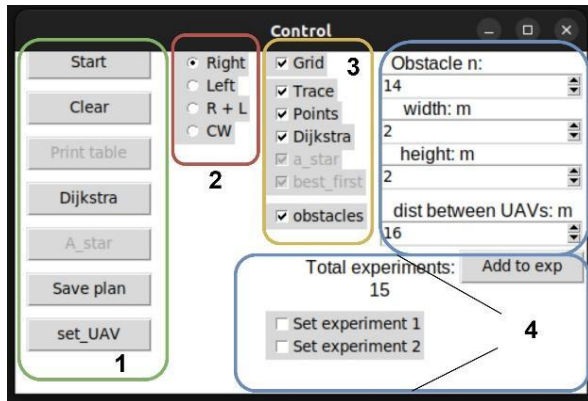 Control
Start
Clear
Print table
Dijkstra
A_star
Save plan
set_UAV
1
Right
Left
R + L
CW
2
Grid
3
Trace
Points
Dijkstra
a_star
best_first
obstacles
Obstacle n:
14
width: m
2
height: m
2
dist between UAVs: m
16
Total experiments:
Add to exp
15
Set experiment 1
Set experiment 2
4